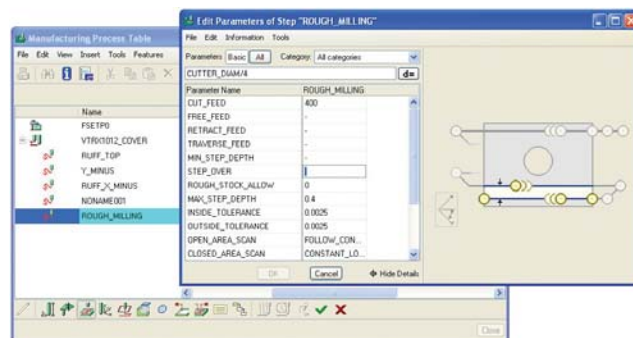 Manufacturing Process Table
File Edit View Insert Tools Features
Name
FSETP0
VTRX1012_COVER
RUFF_TOP
Y_MINUS
RUFF_X_MINUS
NONAME001
ROUGH_MILLING
Close
Edit Parameters of Step "ROUGH_MILLING"
File Edit Information Tools
Parameters Basic All Category All categories
CUTTER_DIAM/4 d=
Parameter Name ROUGH_MILLING
CUT_FEED 400
FREE_FEED -
RETRACT_FEED -
TRAVERSE_FEED -
MIN_STEP_DEPTH -
STEP_OVER
ROUGH_STOCK_ALLOW 0
MAX_STEP_DEPTH 0.4
INSIDE_TOLERANCE 0.0025
OUTSIDE_TOLERANCE 0.0025
OPEN_AREA_SCAN FOLLOW_CON...
CLOSED_AREA_SCAN CONSTANT_LO...
OK Cancel Hide Details